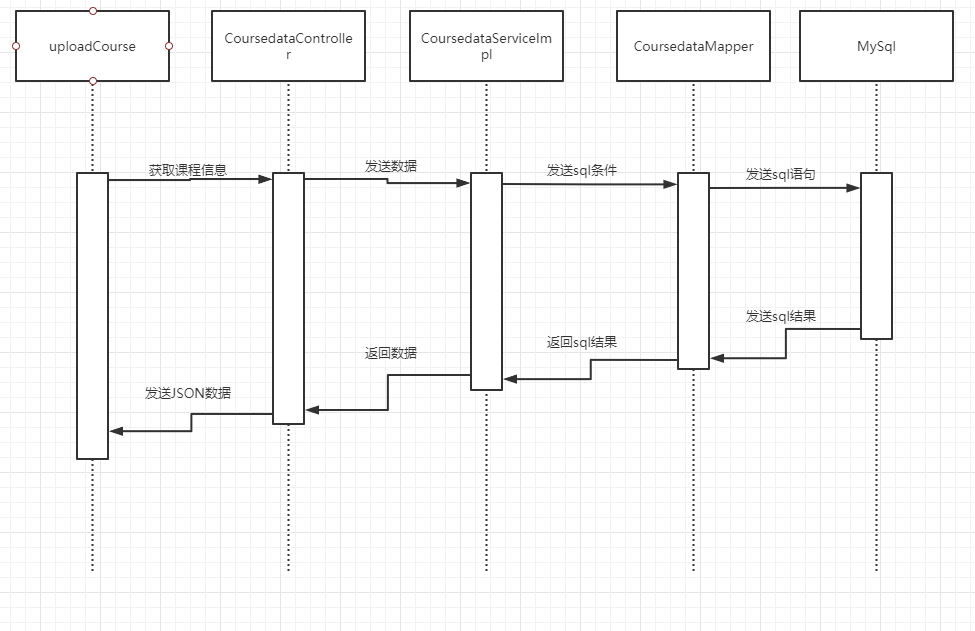 uploadCourse
CoursedataControlle
r
CoursedataServiceIm
pl
CoursedataMapper
MySql
获取课程信息
发送数据
发送sql条件
发送sql语句
发送sql结果
返回sql结果
返回数据
发送JSON数据